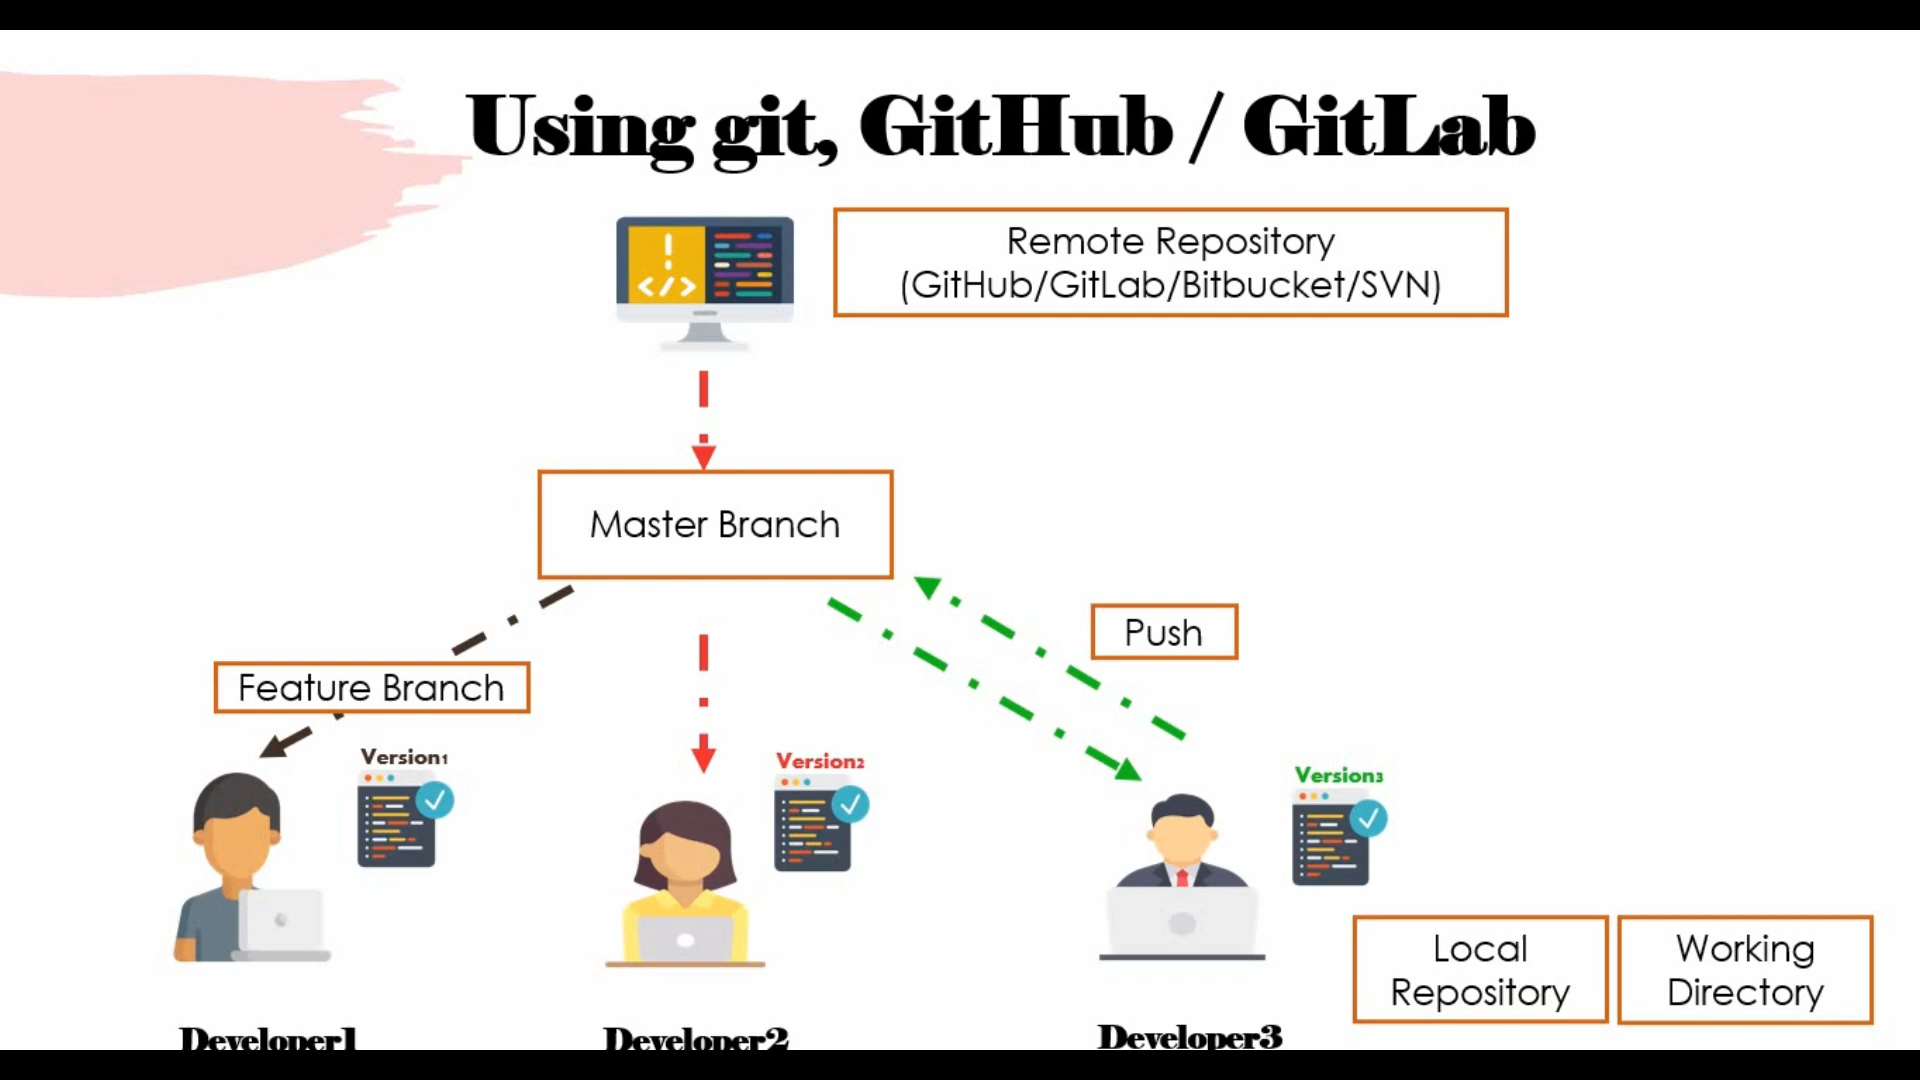 Using git, GitHub / GitLab
Remote Repository
(GitHub/GitLab/Bitbucket/SVN)
Master Branch
Push
Feature Branch
Version1
Version2
Version3
Local
Repository
Working
Directory
Developer1
Developer2
Developer3